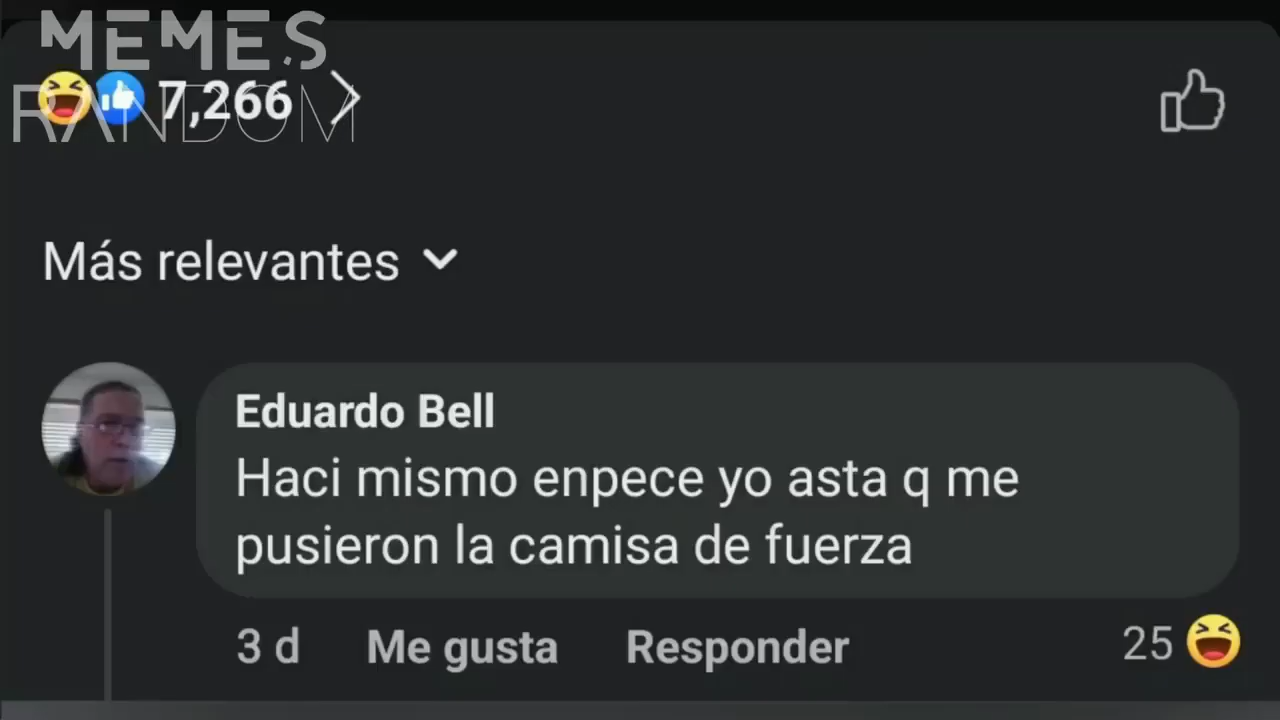 MEMES
RANDOM
7,266
Más relevantes
Eduardo Bell
Haci mismo enpece yo asta q me
pusieron la camisa de fuerza
3 d Me gusta Responder 25